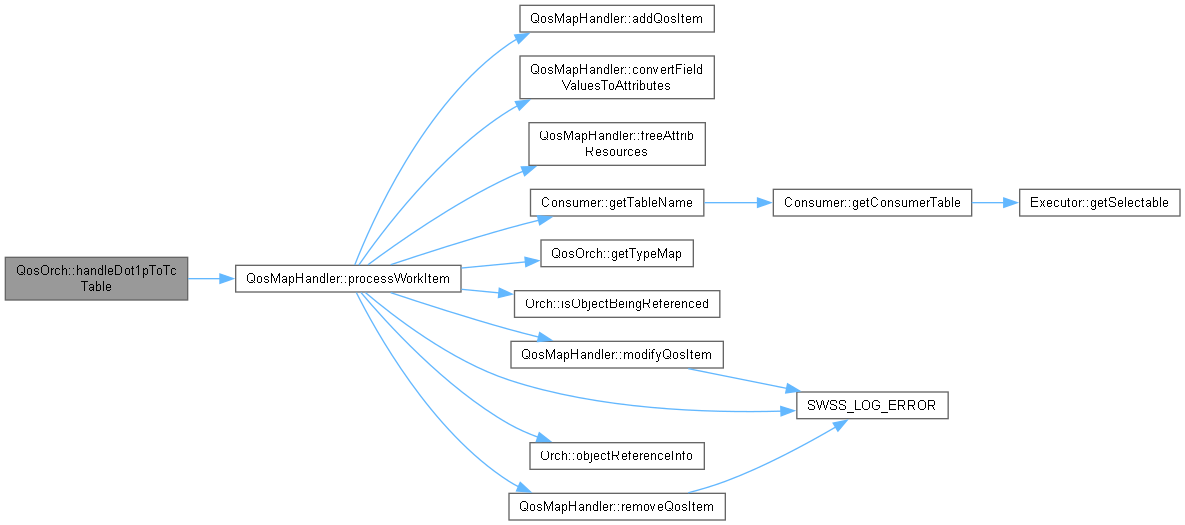 QosMapHandler::addQosItem
QosMapHandler::convertField
ValuesToAttributes
QosMapHandler::freeAttrib
Resources
Consumer::getTableName
Consumer::getConsumerTable
Executor::getSelectable
QosOrch::getTypeMap
QosOrch::handleDot1pToTc
Table
QosMapHandler::processWorkItem
Orch::isObjectBeingReferenced
QosMapHandler::modifyQosItem
SWSS_LOG_ERROR
Orch::objectReferenceInfo
QosMapHandler::removeQosItem